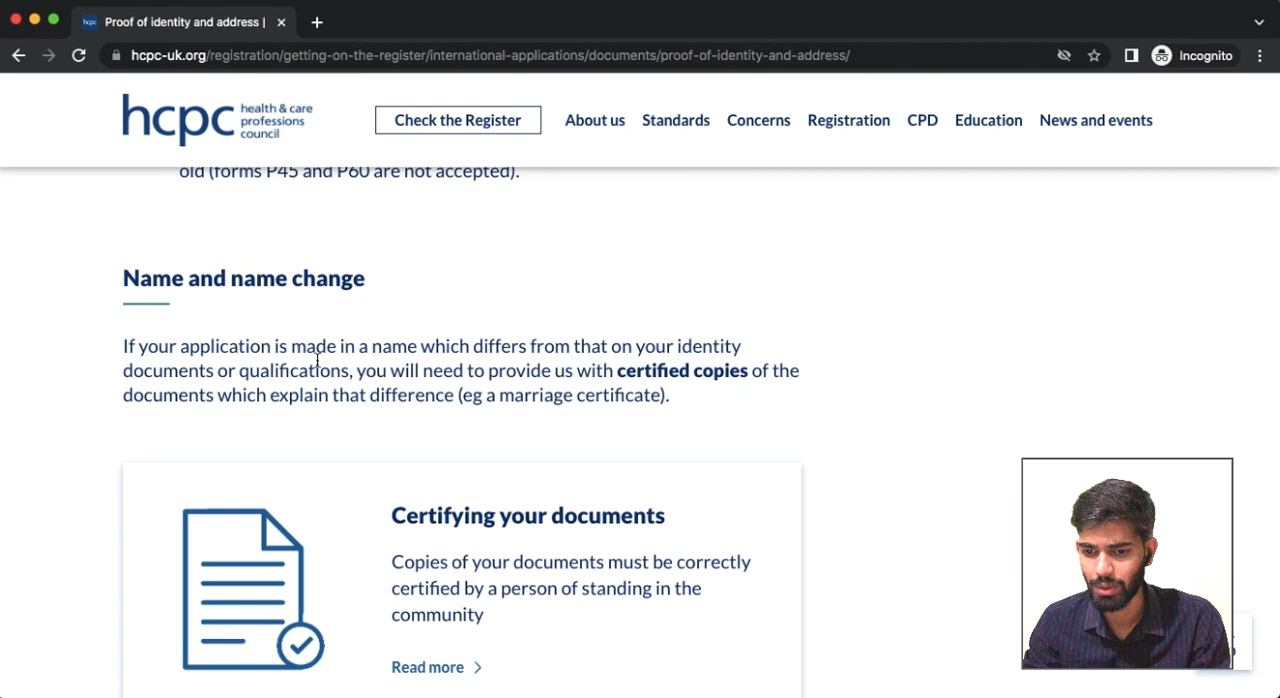 Proof of identity and address |
hcpc-uk.org/registration/getting-on-the-register/international-applications/documents/proof-of-identity-and-address/
Incognito
hcpc health & care
professions
council
Check the Register
About us
Standards
Concerns
Registration
CPD
Education
News and events
old (forms P45 and P60 are not accepted).
Name and name change
If your application is made in a name which differs from that on your identity
documents or qualifications, you will need to provide us with certified copies of the
documents which explain that difference (eg a marriage certificate).
Certifying your documents
Copies of your documents must be correctly
certified by a person of standing in the
community
Read more